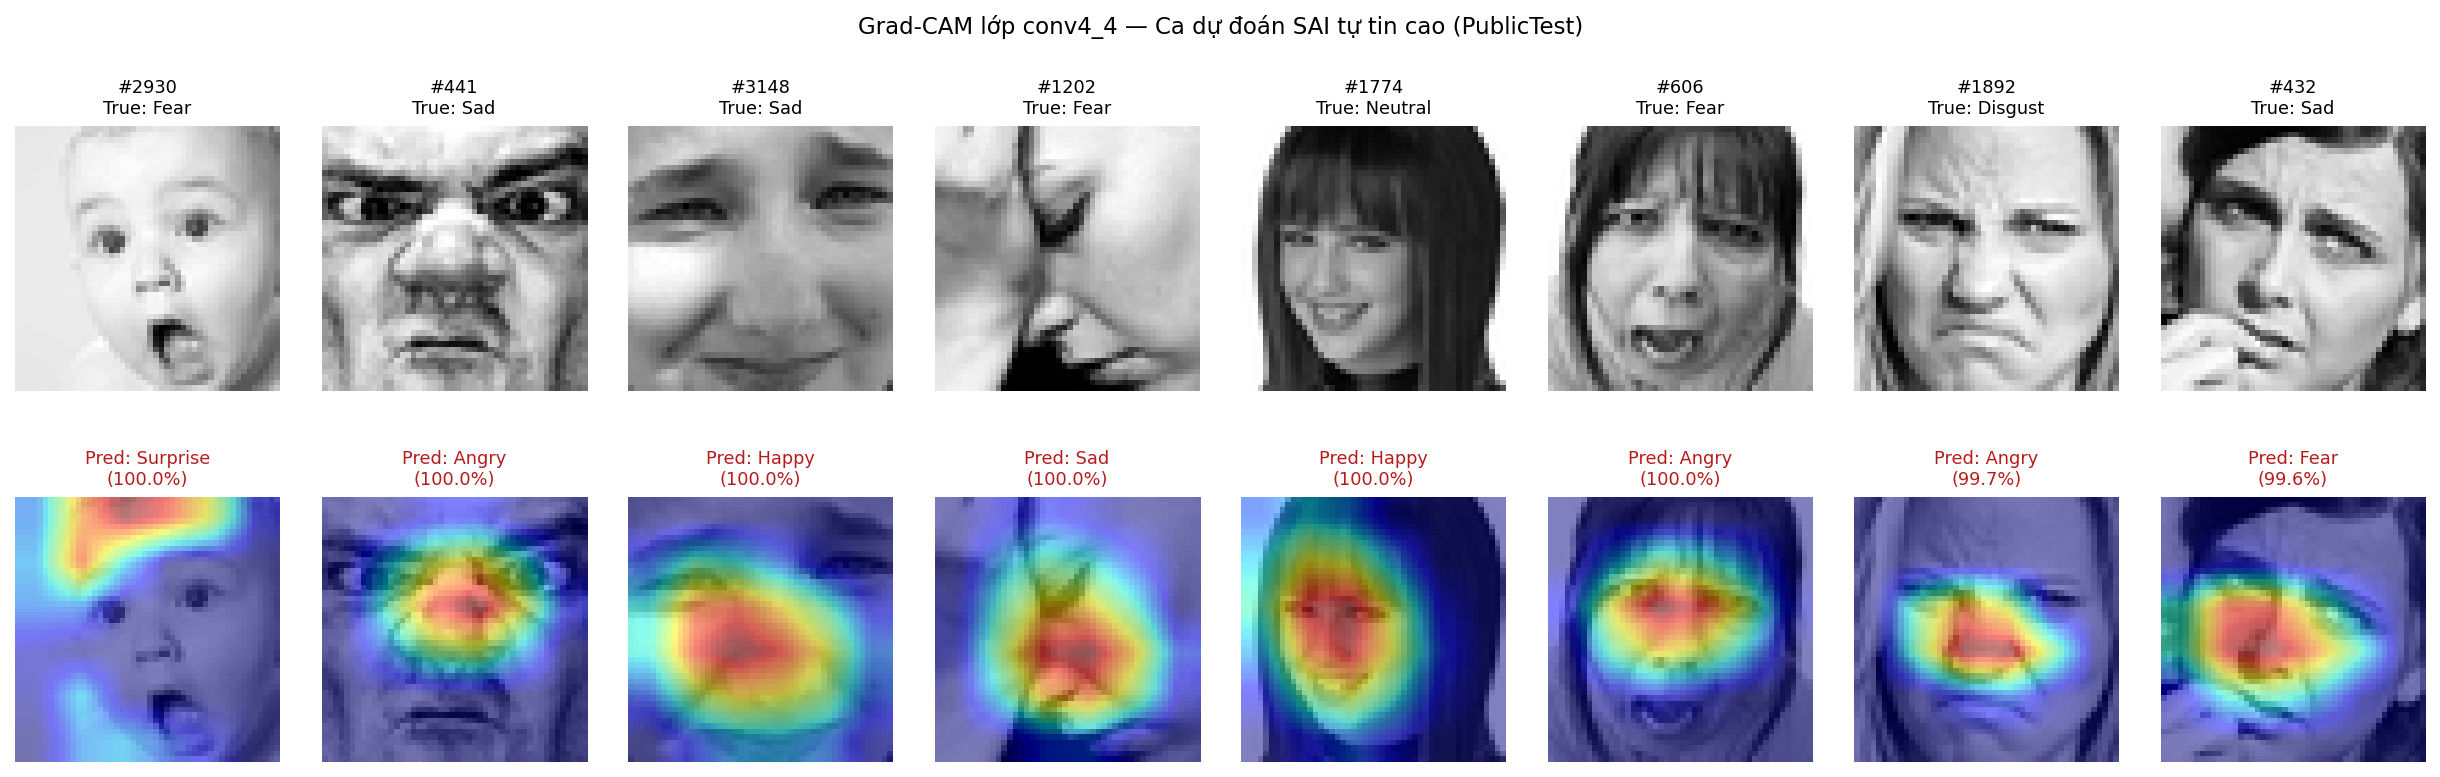 Grad-CAM lớp conv4_4 — Ca dự đoán SAI tự tin cao (PublicTest)
#2930
True: Fear
#441
True: Sad
#3148
True: Sad
#1202
True: Fear
#1774
True: Neutral
#606
True: Fear
#1892
True: Disgust
#432
True: Sad
Pred: Surprise
(100.0%)
Pred: Angry
(100.0%)
Pred: Happy
(100.0%)
Pred: Sad
(100.0%)
Pred: Happy
(100.0%)
Pred: Angry
(100.0%)
Pred: Angry
(99.7%)
Pred: Fear
(99.6%)